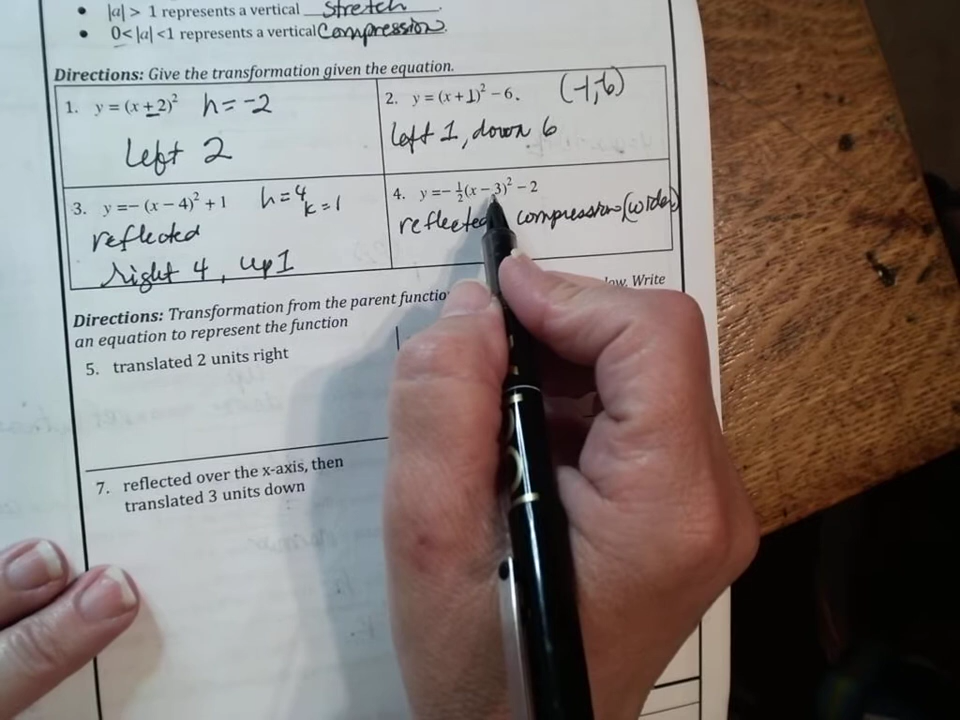 • |a| > 1 represents a vertical Stretch.
• 0< |a| <1 represents a vertical Compression.
Directions: Give the transformation given the equation.
1. y = (x + 2)² h = -2
left 2
2. y = (x + 1)² - 6. (-1, 6)
left 1, down 6
3. y = - (x - 4)² + 1 h = 4
k = 1
reflected
right 4, up 1
4. y = - ½(x - 3)² - 2
reflected compression (wider)
Directions: Transformation from the parent functio low. Write
an equation to represent the function
5. translated 2 units right
7. reflected over the x-axis, then
translated 3 units down